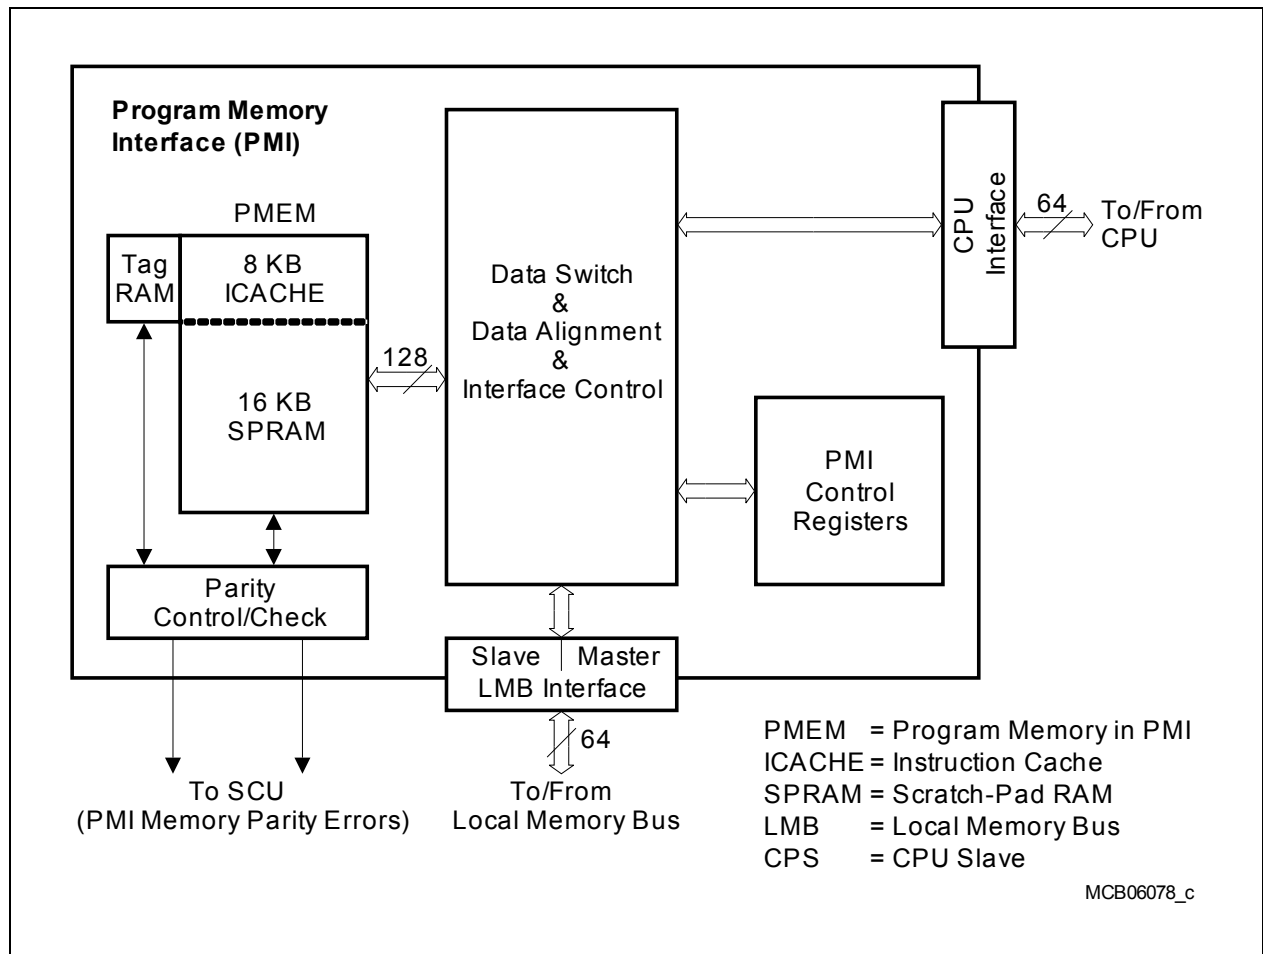 Program Memory
Interface (PMI)
PMEM
Tag
RAM
8 KB
ICACHE
16 KB
SPRAM
128
Data Switch
&
Data Alignment
&
Interface Control
CPU
Interface
64
To/From
CPU
PMI
Control
Registers
Parity
Control/Check
Slave Master
LMB Interface
64
To SCU
(PMI Memory Parity Errors)
To/From
Local Memory Bus
PMEM = Program Memory in PMI
ICACHE = Instruction Cache
SPRAM = Scratch-Pad RAM
LMB = Local Memory Bus
CPS = CPU Slave
MCB06078_c